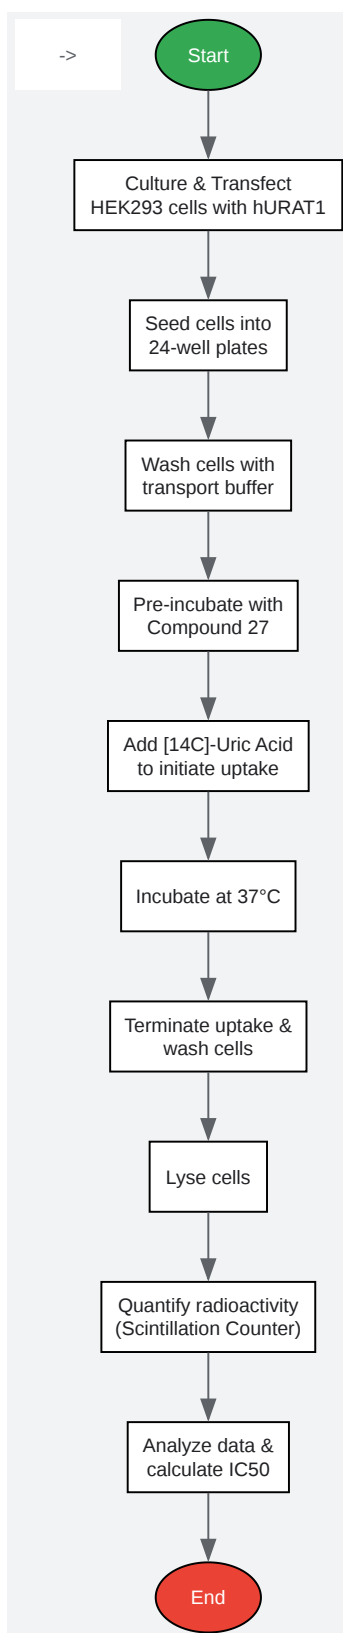 ->
Start
Culture & Transfect
HEK293 cells with hURAT1
Seed cells into
24-well plates
Wash cells with
transport buffer
Pre-incubate with
Compound 27
Add [14C]-Uric Acid
to initiate uptake
Incubate at 37°C
Terminate uptake &
wash cells
Lyse cells
Quantify radioactivity
(Scintillation Counter)
Analyze data &
calculate IC50
End